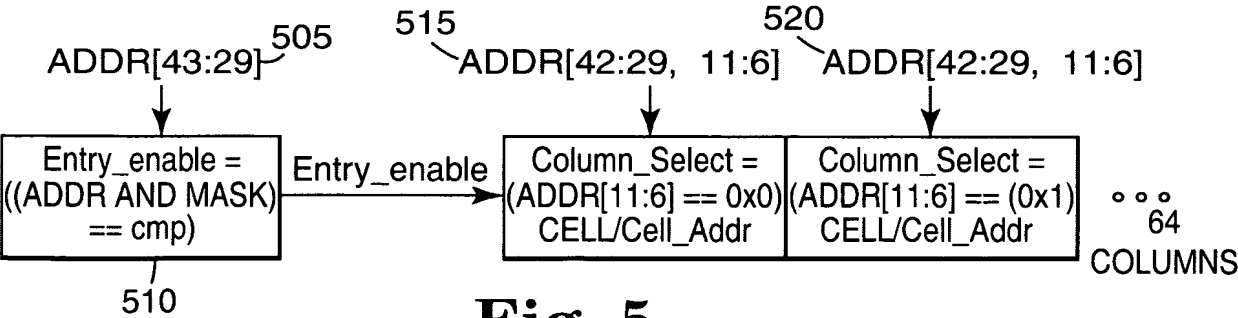 505
515
520
ADDR[43:29]
ADDR[42:29, 11:6]
ADDR[42:29, 11:6]
Entry_enable =
((ADDR AND MASK)
== cmp)
Entry_enable
Column_Select =
(ADDR[11:6] == 0x0)
CELL/Cell_Addr
Column_Select =
(ADDR[11:6] == (0x1)
CELL/Cell_Addr
64
COLUMNS
510
Fig. 5